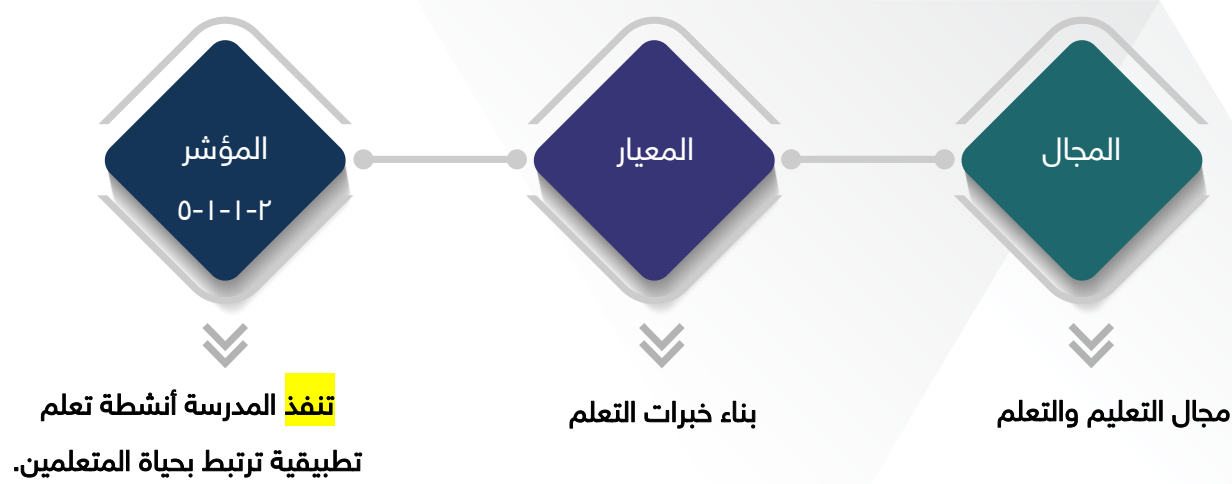 المجال
المعيار
المؤشر
٢-١-١-٥
مجال التعليم والتعلم
بناء خبرات التعلم
تنفذ المدرسة أنشطة تعلم
تطبيقية ترتبط بحياة المتعلمين.